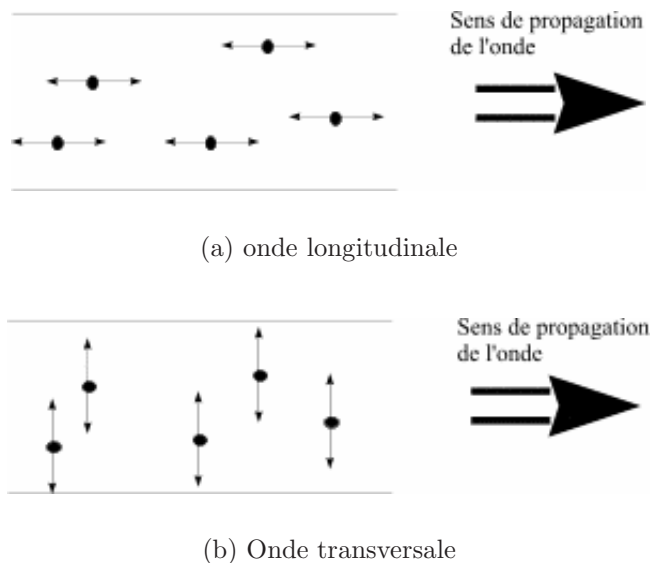 Sens de propagation
de l'onde
(a) onde longitudinale
Sens de propagation
de l'onde
(b) Onde transversale